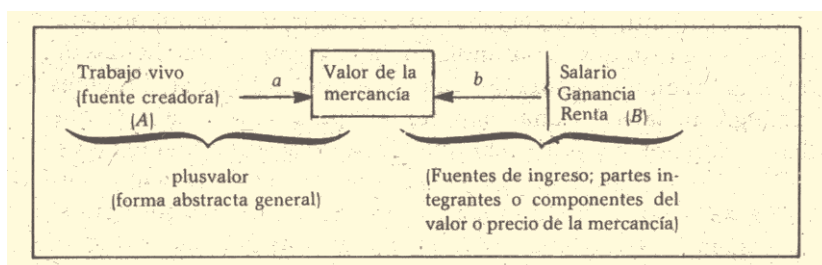 Trabajo vivo
(fuente creadora)
(A)
a
Valor de la
mercancía
b
Salario
Ganancia
Renta (B)
plusvalor
(forma abstracta general)
(Fuentes de ingreso; partes in-
tegrantes o componentes del
valor o precio de la mercancía)